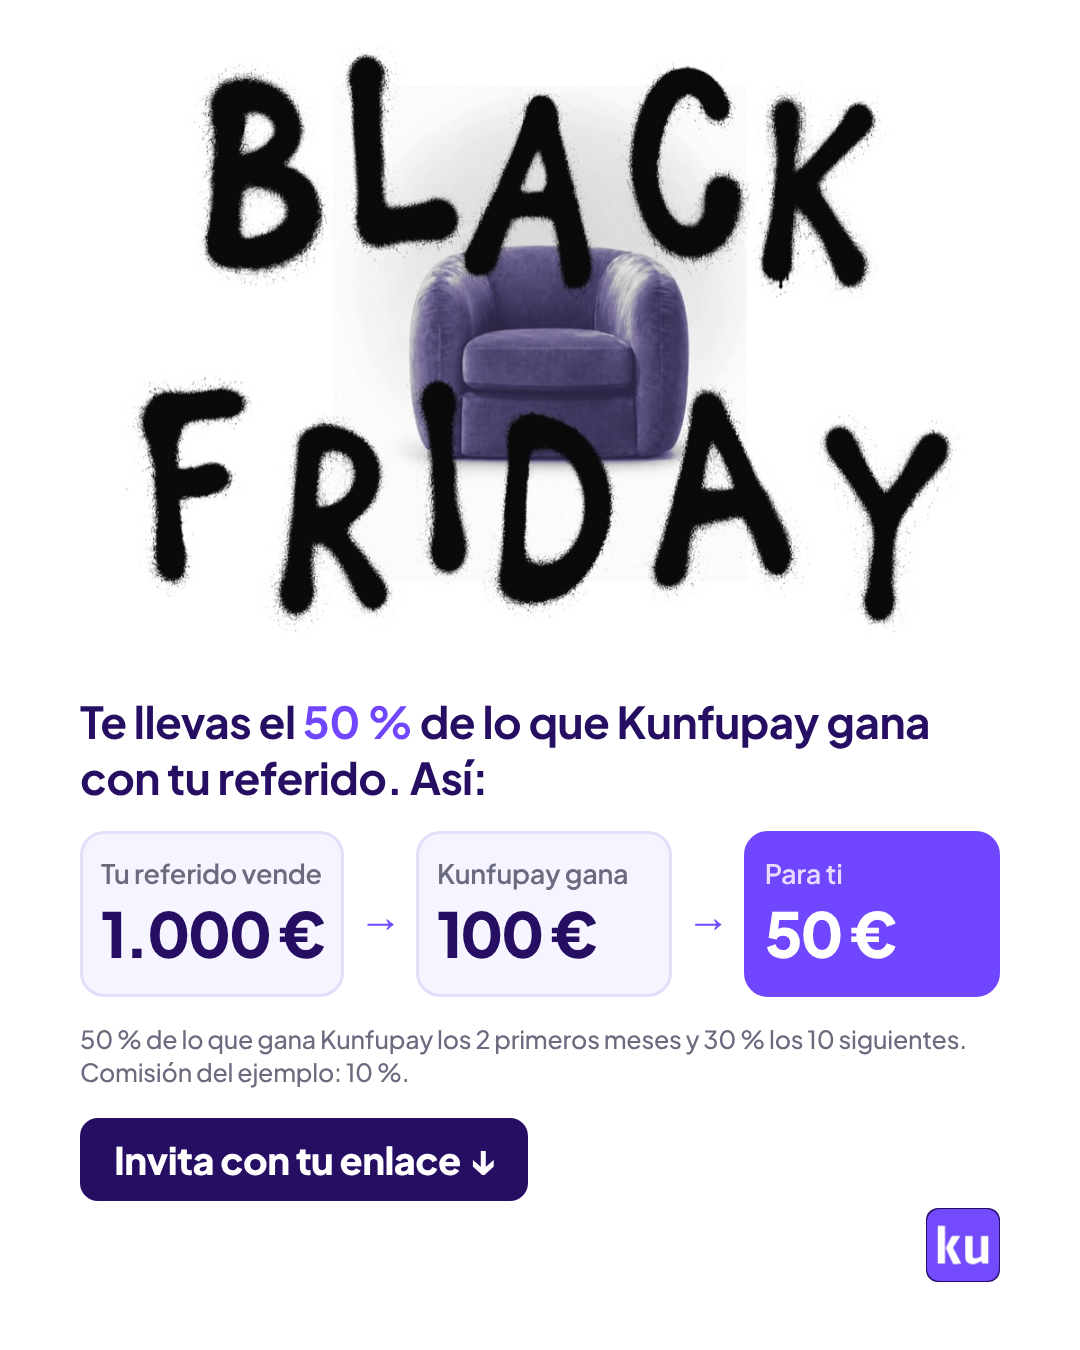 BLACK
FRIDAY
Te llevas el 50 % de lo que Kunfupay gana
con tu referido. Así:
Tu referido vende
1.000 €
→
Kunfupay gana
100 €
→
Para ti
50 €
50 % de lo que gana Kunfupay los 2 primeros meses y 30 % los 10 siguientes.
Comisión del ejemplo: 10 %.
Invita con tu enlace ↓
ku